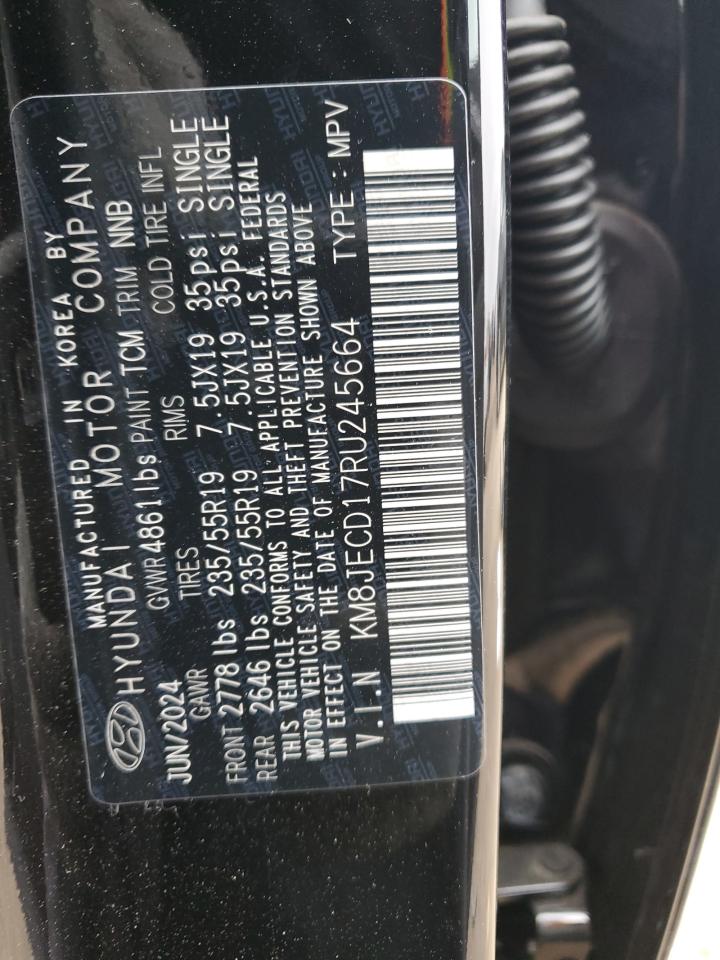 MANUFACTURED IN KOREA BY
HYUNDAI MOTOR COMPANY
JUN/2024 GVWR 4861 lbs PAINT TCM TRIM NNB
GAWR TIRES RIMS COLD TIRE INFL
FRONT 2778 lbs 235/55R19 7.5JX19 35psi SINGLE
REAR 2646 lbs 235/55R19 7.5JX19 35psi SINGLE
THIS VEHICLE CONFORMS TO ALL APPLICABLE U.S.A. FEDERAL
MOTOR VEHICLE SAFETY AND THEFT PREVENTION STANDARDS
IN EFFECT ON THE DATE OF MANUFACTURE SHOWN ABOVE
V.I.N KM8JECD17RU245664 TYPE : MPV